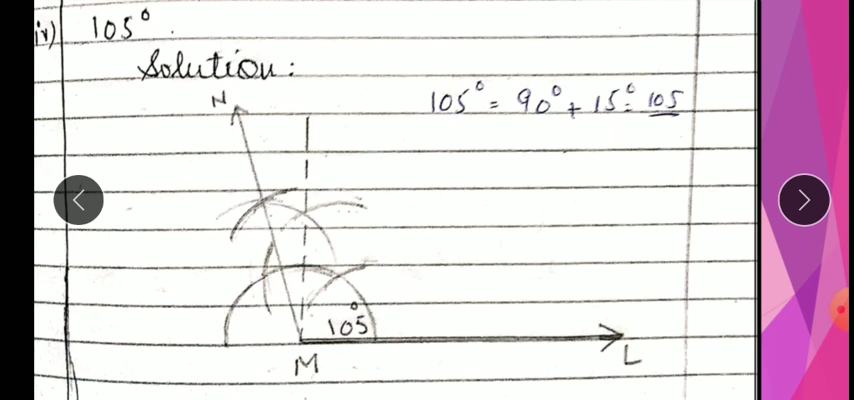 iv) 105°.
Solution:
105° = 90° + 15° = 105
N
105°
M
L